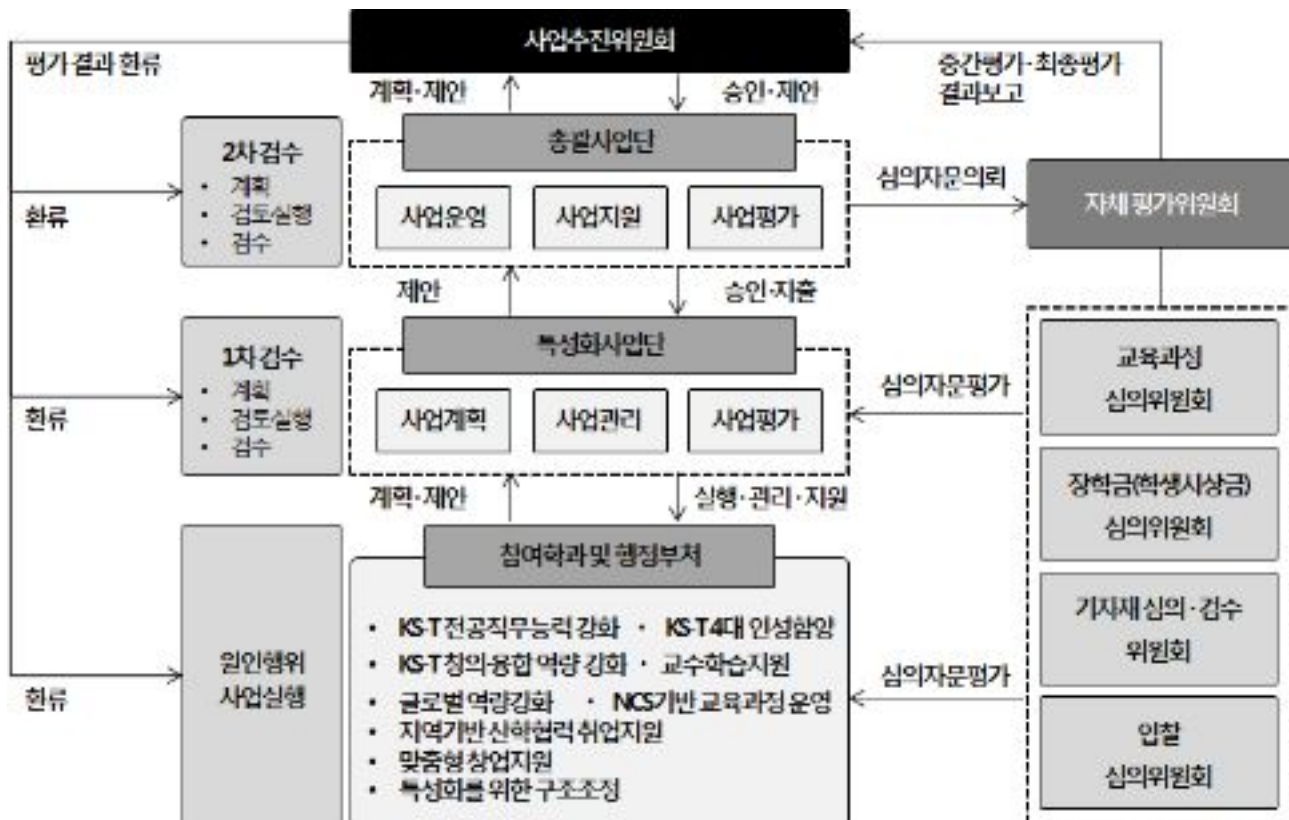 사업추진위원회
평가 결과 환류
계획·제안
승인·제안
중간평가·최종평가
결과보고
2차 검수
• 계획
• 검토실행
• 검수
총괄사업단
사업운영
사업지원
사업평가
심의자문의뢰
자체 평가위원회
환류
제안
승인·지출
1차 검수
• 계획
• 검토실행
• 검수
특성화사업단
사업계획
사업관리
사업평가
심의자문평가
환류
교육과정
심의위원회
장학금(학생시상금)
심의위원회
기자재 심의·검수
위원회
입찰
심의위원회
계획·제안
실행·관리·지원
원인행위
사업실행
환류
참여학과 및 행정부처
• KS-T 전공직무능력 강화 • KS-T 4대 인성함양
• KS-T 창의융합 역량 강화 • 교수학습지원
• 글로벌 역량강화 • NCS기반 교육과정 운영
• 지역기반 산학협력 취업지원
• 맞춤형 창업지원
• 특성화를 위한 구조조정
심의자문평가